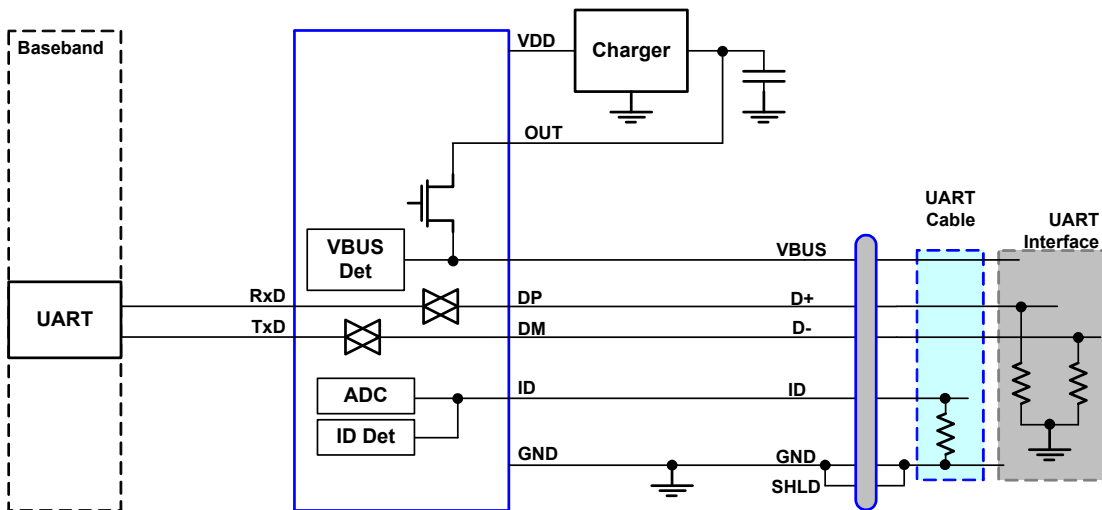 Baseband
VDD
Charger
OUT
UART
Cable
UART
Interface
VBUS
Det
VBUS
UART
RxD
DP
D+
TxD
DM
D-
ADC
ID
ID
ID Det
GND
GND
SHLD